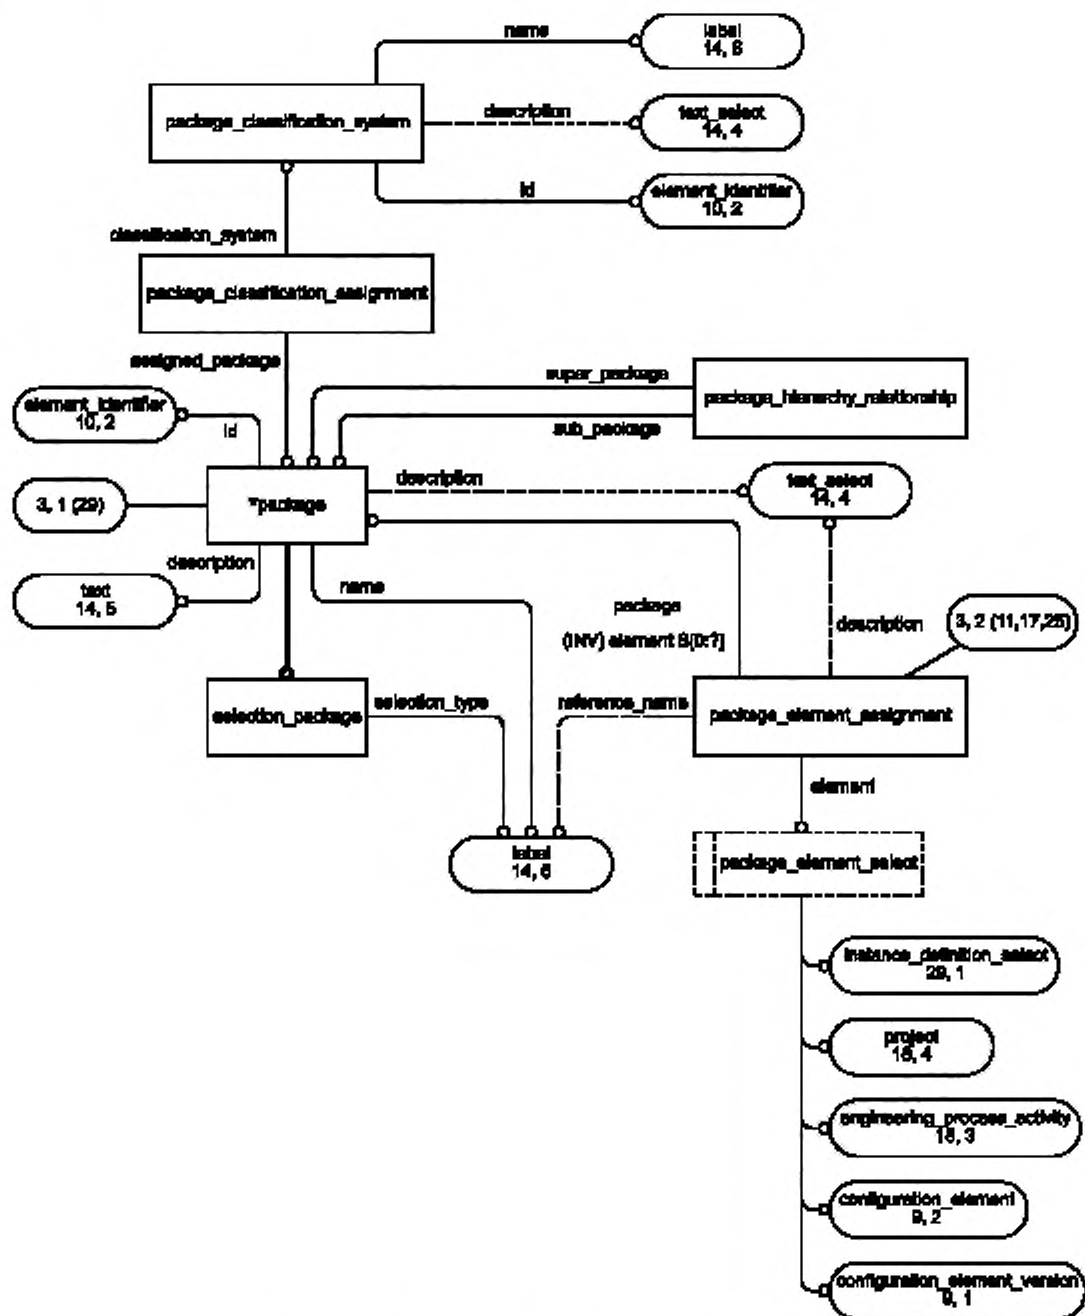 name
label
14, 6
package_classification_system
description
text_select
14, 4
id
element_identifier
10, 2
classification_system
package_classification_assignment
assigned_package
super_package
package_hierarchy_relationship
sub_package
element_identifier
10, 2
id
description
text_select
14, 4
3, 1 (29)
*package
description
text
14, 5
name
package
(INV) element S[0:?]
description
3, 2 (11,17,25)
selection_package
selection_type
reference_name
package_element_assignment
element
label
14, 6
package_element_select
instance_definition_select
29, 1
project
16, 4
engineering_process_activity
16, 3
configuration_element
9, 2
configuration_element_version
9, 1